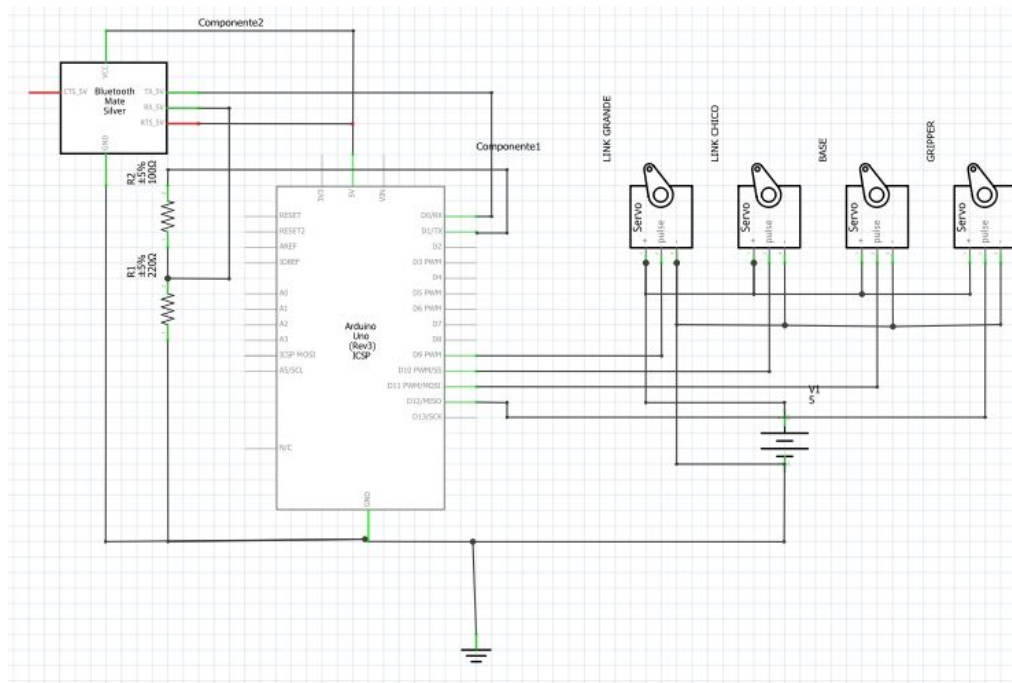 Componente2
VCC
CTS_5V
Bluetooth
Mate
Silver
TX_5V
RX_5V
RTS_5V
GND
R2
±5%
100Ω
R1
±5%
220Ω
Componente1
3V3
5V
VIN
RESET
RESET2
AREF
IOREF
A0
A1
A2
A3
ICSP MOSI
A5/SCL
N/C
Arduino
Uno
(Rev3)
ICSP
D0/RX
D1/TX
D2
D3 PWM
D4
D5 PWM
D6 PWM
D7
D8
D9 PWM
D10 PWM/SS
D11 PWM/MOSI
D12/MISO
D13/SCK
GND
LINK GRANDE
LINK CHICO
BASE
GRIPPER
Servo
+
pulse
-
Servo
+
pulse
-
Servo
+
pulse
-
Servo
+
pulse
-
V1
5